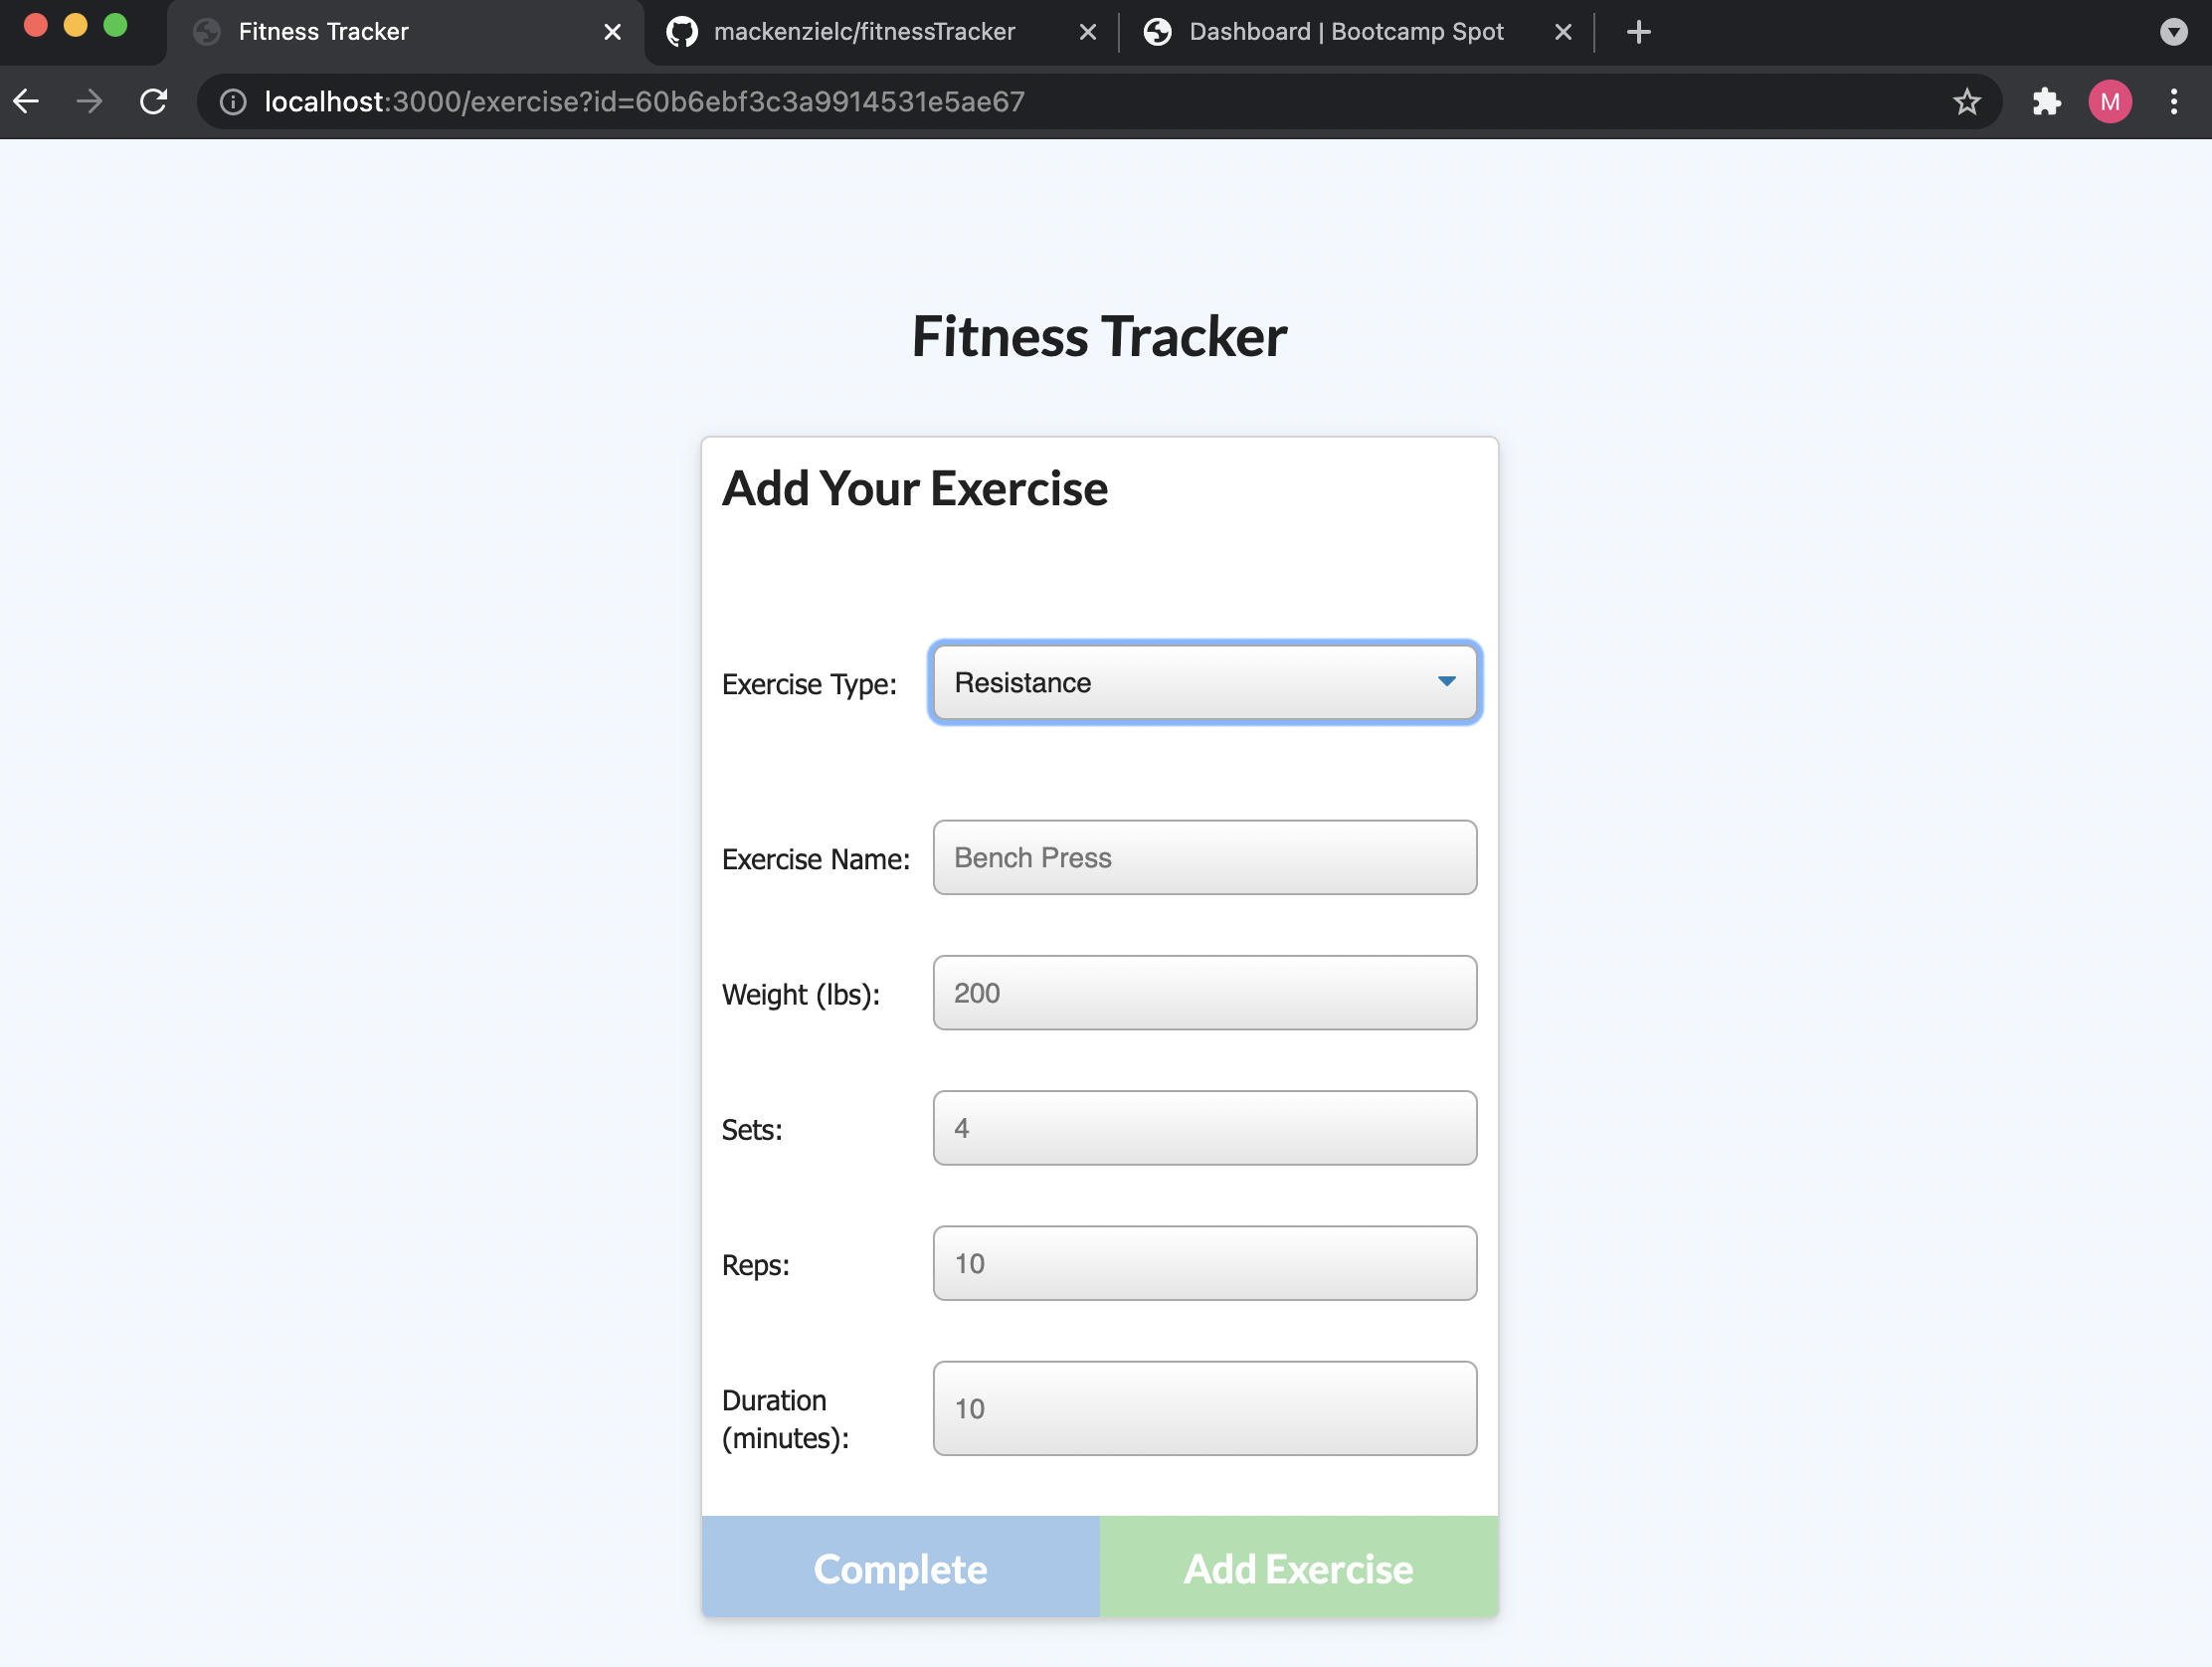 Fitness Tracker
mackenzielc/fitnessTracker
Dashboard | Bootcamp Spot
localhost:3000/exercise?id=60b6ebf3c3a9914531e5ae67
M
Fitness Tracker
Add Your Exercise
Exercise Type: Resistance
Exercise Name: Bench Press
Weight (lbs): 200
Sets: 4
Reps: 10
Duration
(minutes): 10
Complete Add Exercise